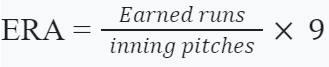 ERA = Earned runs / inning pitches × 9